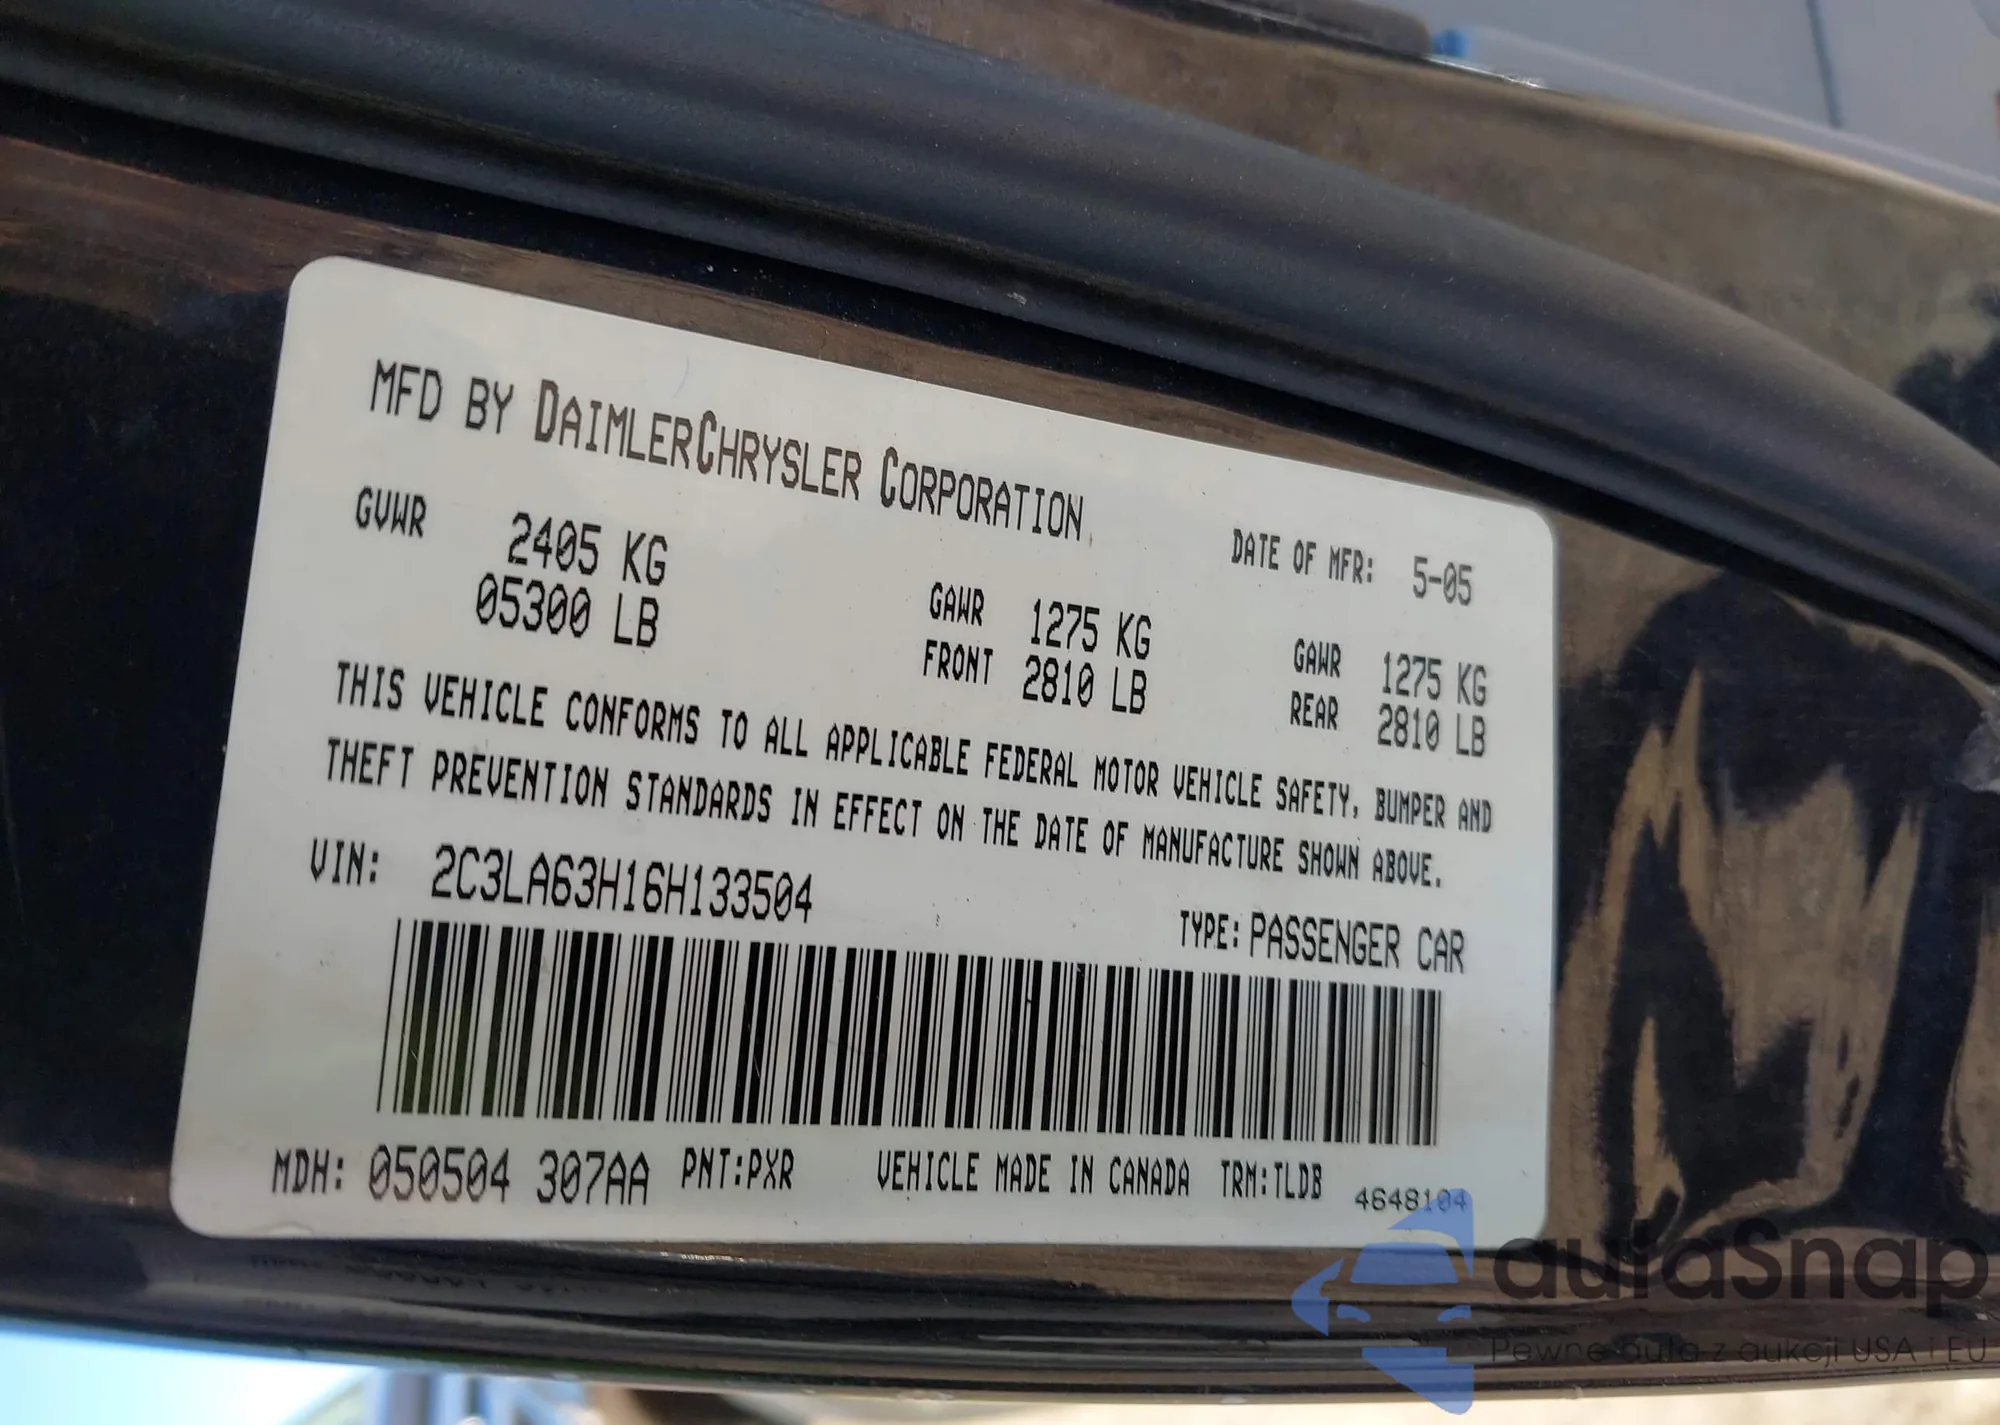 MFD BY DAIMLERCHRYSLER CORPORATION
DATE OF MFR: 5-05
GVWR 2405 KG
05300 LB
GAWR 1275 KG
FRONT 2810 LB
GAWR 1275 KG
REAR 2810 LB
THIS VEHICLE CONFORMS TO ALL APPLICABLE FEDERAL MOTOR VEHICLE SAFETY, BUMPER AND
THEFT PREVENTION STANDARDS IN EFFECT ON THE DATE OF MANUFACTURE SHOWN ABOVE.
VIN: 2C3LA63H16H133504
TYPE: PASSENGER CAR
MDH: 050504 307AA PNT:PXR VEHICLE MADE IN CANADA TRM:TLDB 4648104
autaSnap
Pewne auta z aukcji USA i EU